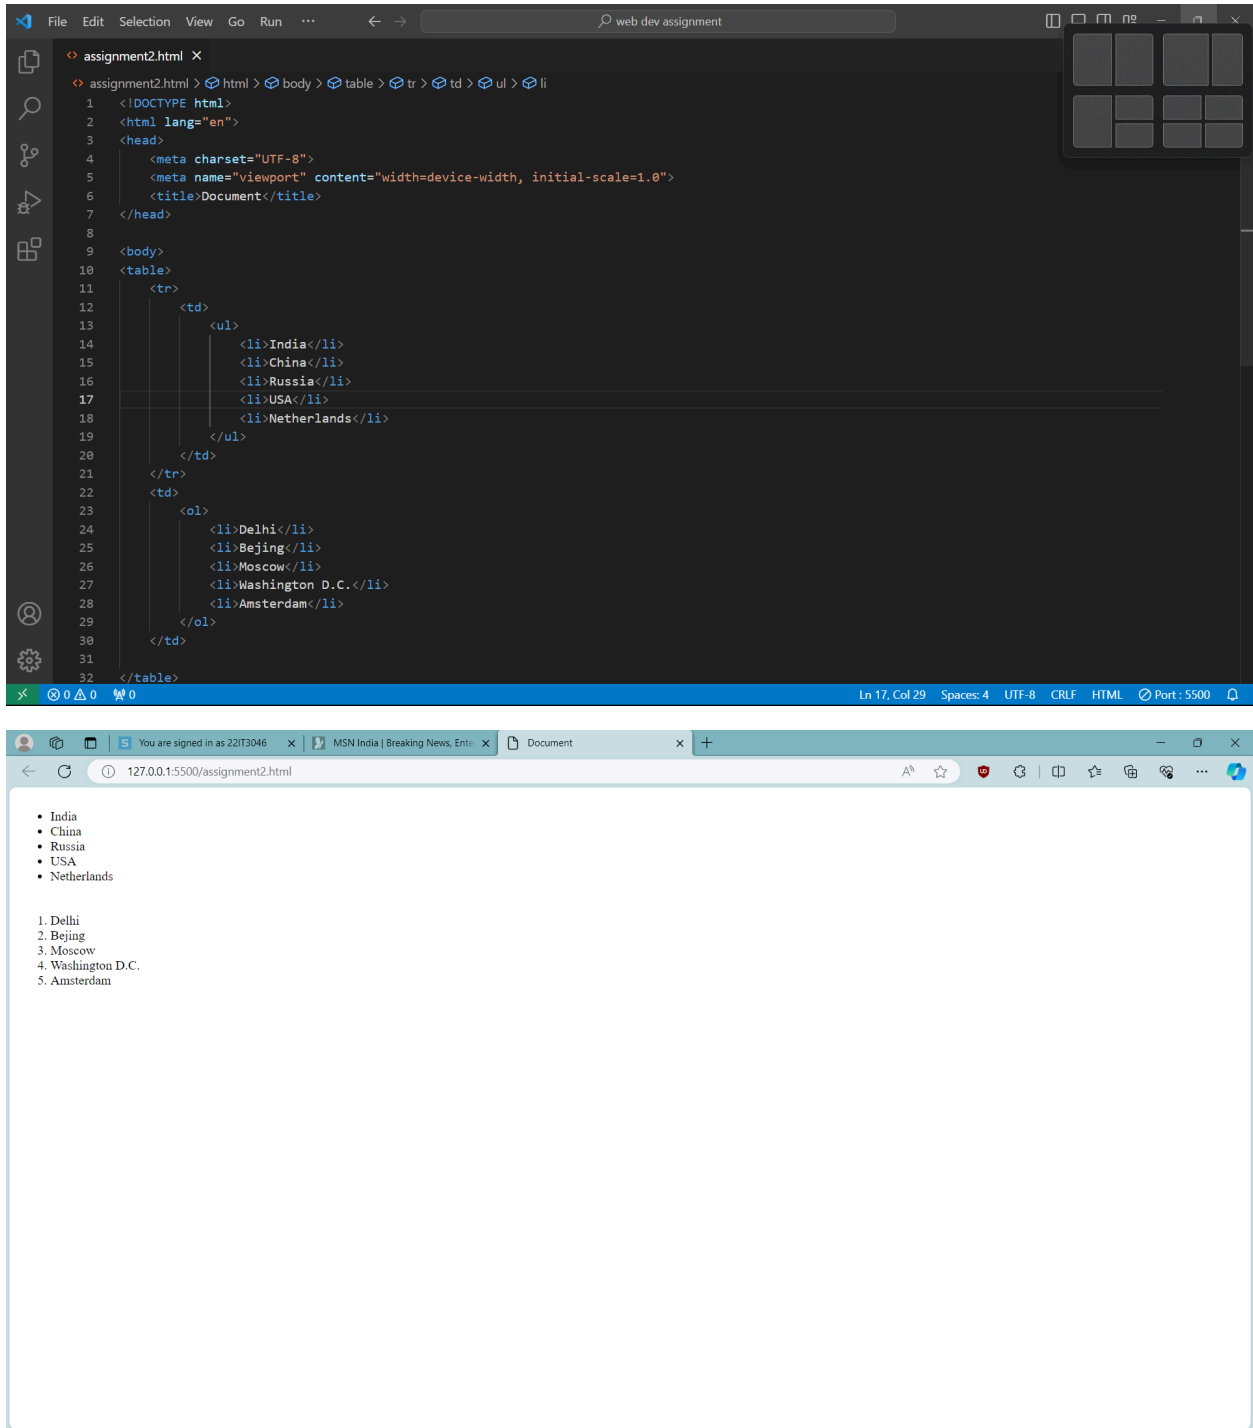 File Edit Selection View Go Run ··· ← → web dev assignment
assignment2.html
assignment2.html > html > body > table > tr > td > ul > li
1 <!DOCTYPE html>
2 <html lang="en">
3 <head>
4 <meta charset="UTF-8">
5 <meta name="viewport" content="width=device-width, initial-scale=1.0">
6 <title>Document</title>
7 </head>
8
9 <body>
10 <table>
11 <tr>
12 <td>
13 <ul>
14 <li>India</li>
15 <li>China</li>
16 <li>Russia</li>
17 <li>USA</li>
18 <li>Netherlands</li>
19 </ul>
20 </td>
21 </tr>
22 <td>
23 <ol>
24 <li>Delhi</li>
25 <li>Bejing</li>
26 <li>Moscow</li>
27 <li>Washington D.C.</li>
28 <li>Amsterdam</li>
29 </ol>
30 </td>
31
32 </table>
0 0 0 Ln 17, Col 29 Spaces: 4 UTF-8 CRLF HTML Port : 5500
You are signed in as 22IT3046 MSN India | Breaking News, Ente Document
127.0.0.1:5500/assignment2.html
• India
• China
• Russia
• USA
• Netherlands
1. Delhi
2. Bejing
3. Moscow
4. Washington D.C.
5. Amsterdam